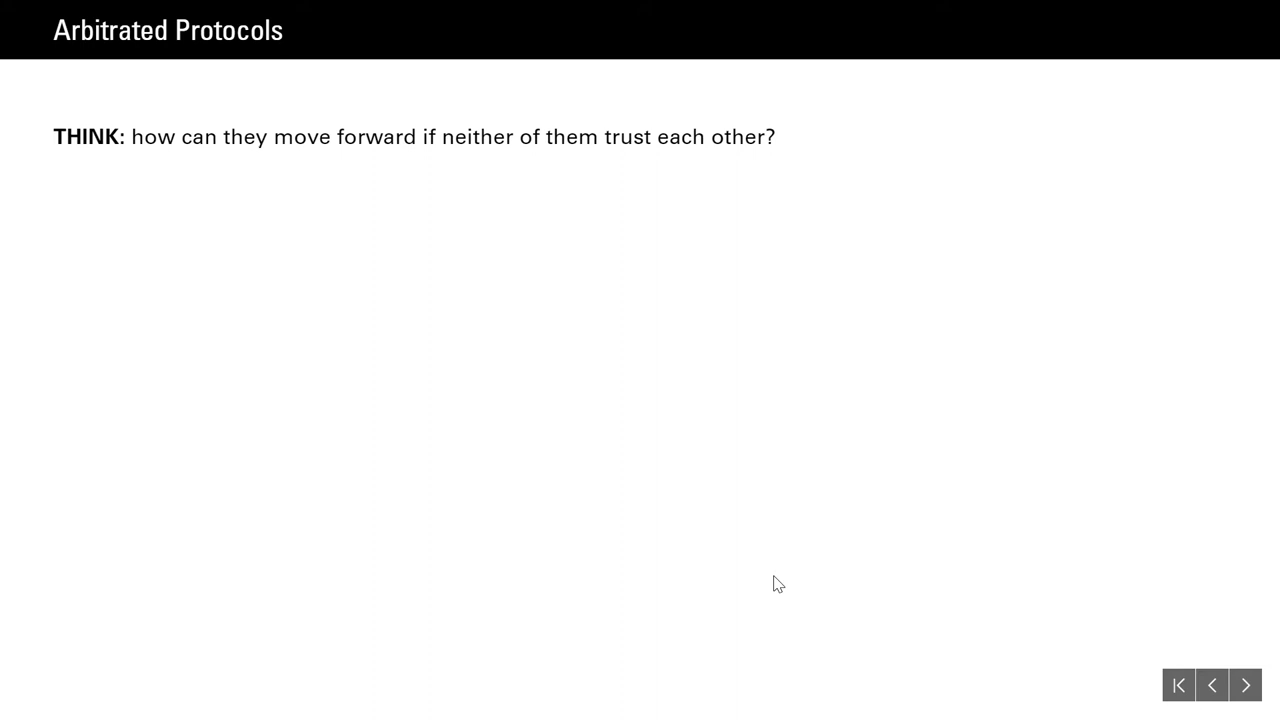 Arbitrated Protocols
THINK: how can they move forward if neither of them trust each other?